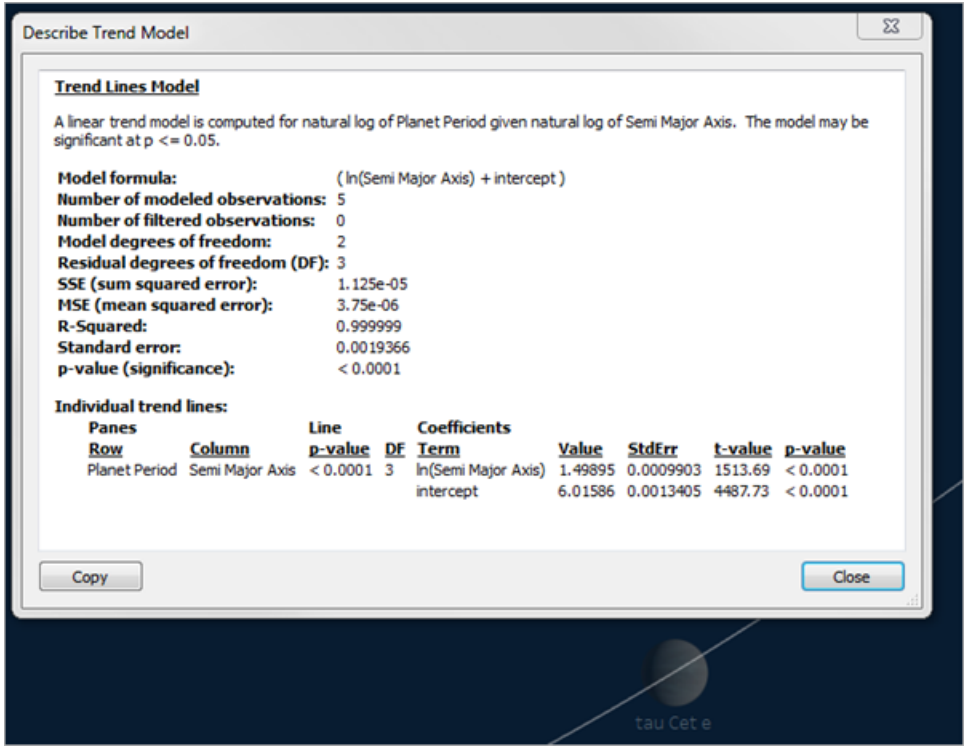 Describe Trend Model
Trend Lines Model
A linear trend model is computed for natural log of Planet Period given natural log of Semi Major Axis.  The model may be
significant at p <= 0.05.
Model formula: ( ln(Semi Major Axis) + intercept )
Number of modeled observations: 5
Number of filtered observations: 0
Model degrees of freedom: 2
Residual degrees of freedom (DF): 3
SSE (sum squared error): 1.125e-05
MSE (mean squared error): 3.75e-06
R-Squared: 0.999999
Standard error: 0.0019366
p-value (significance): < 0.0001
Individual trend lines:
Panes Line Coefficients
Row Column p-value DF Term Value StdErr t-value p-value
Planet Period Semi Major Axis < 0.0001 3 ln(Semi Major Axis) 1.49895 0.0009903 1513.69 < 0.0001
intercept 6.01586 0.0013405 4487.73 < 0.0001
Copy Close
tau Cet e